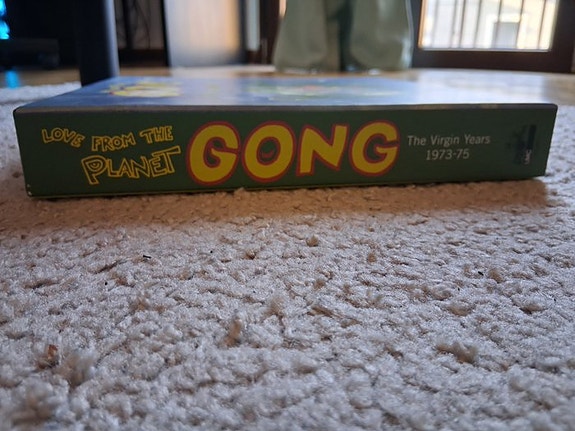 LOVE FROM THE
PLANET
GONG
The Virgin Years
1973-75